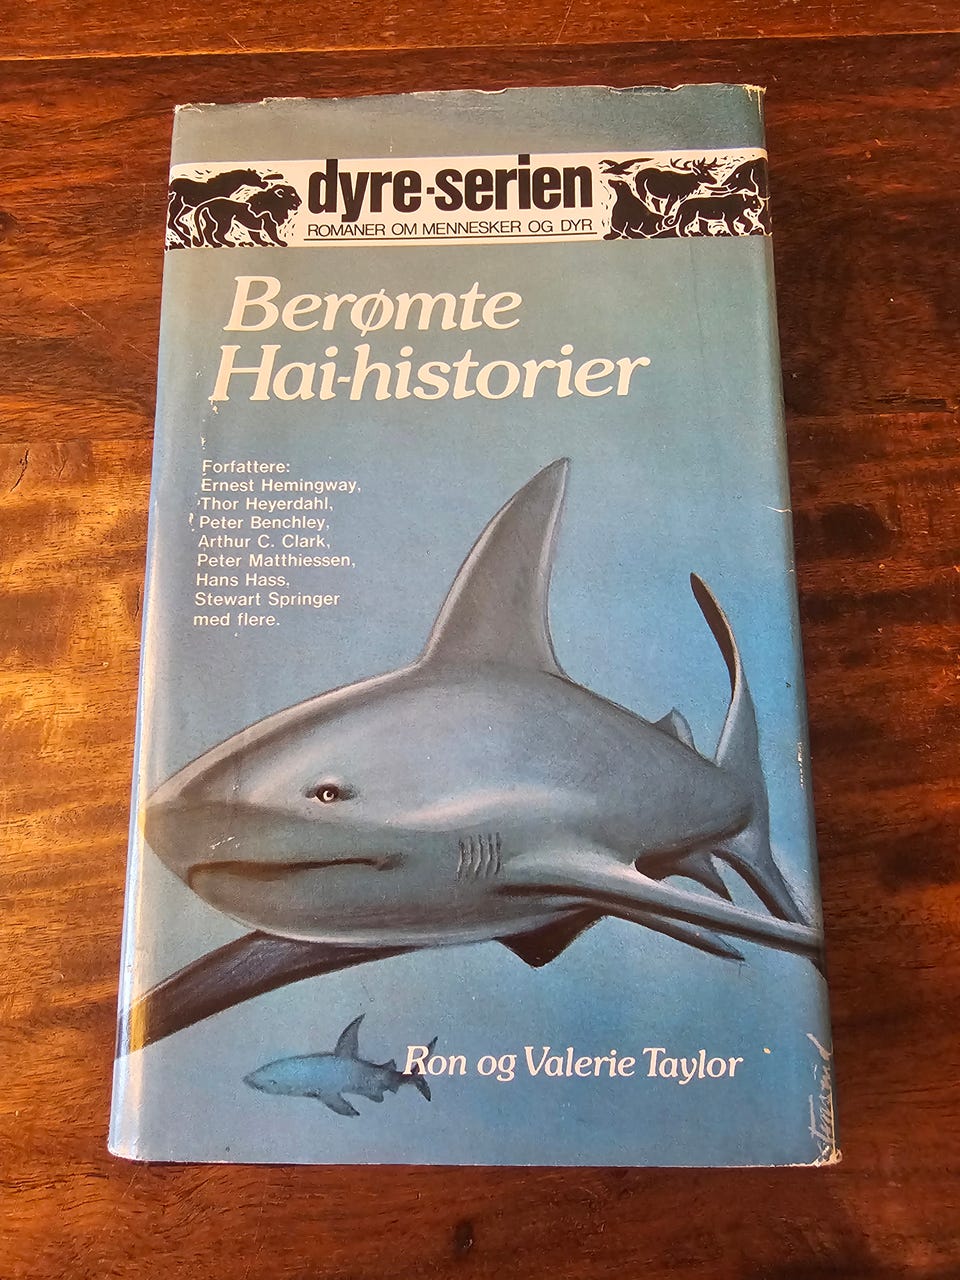 dyre-serien
ROMANER OM MENNESKER OG DYR
Berømte
Hai-historier
Forfattere:
Ernest Hemingway,
Thor Heyerdahl,
Peter Benchley,
Arthur C. Clark,
Peter Matthiessen,
Hans Hass,
Stewart Springer
med flere.
Ron og Valerie Taylor